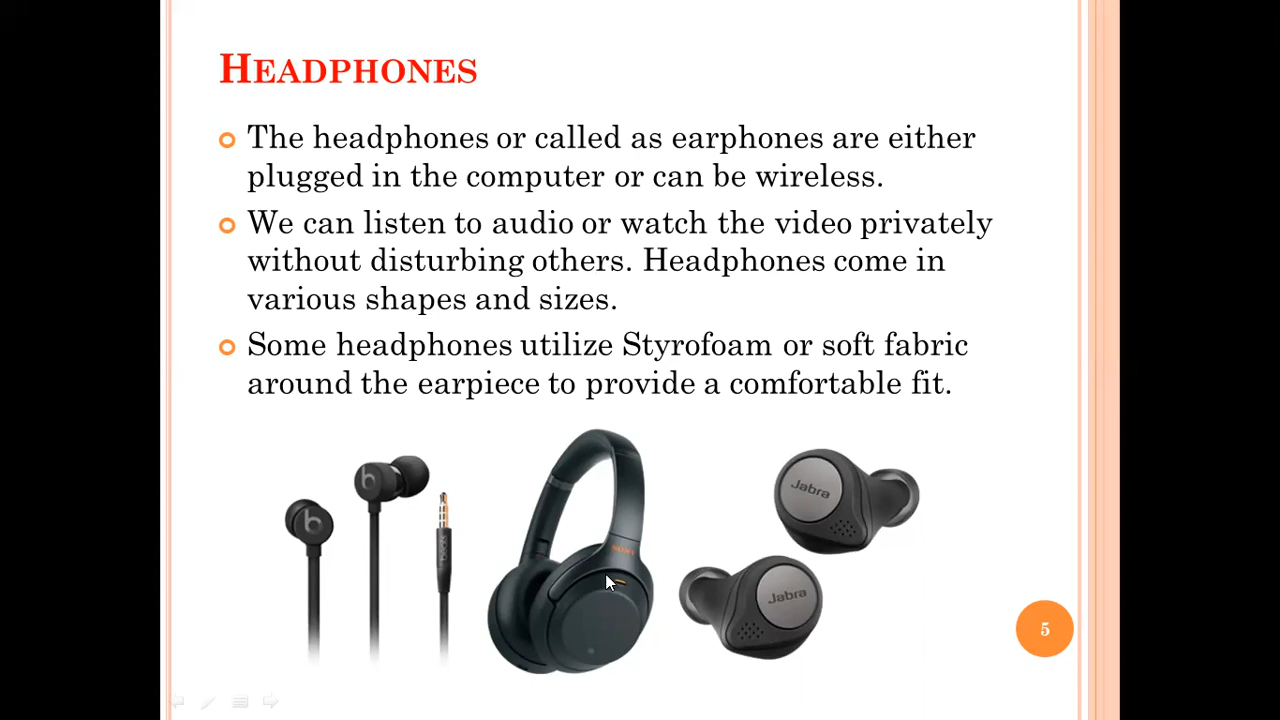 HEADPHONES
The headphones or called as earphones are either
plugged in the computer or can be wireless.
We can listen to audio or watch the video privately
without disturbing others. Headphones come in
various shapes and sizes.
Some headphones utilize Styrofoam or soft fabric
around the earpiece to provide a comfortable fit.
b
b
beats
SONY
Jabra
Jabra
5